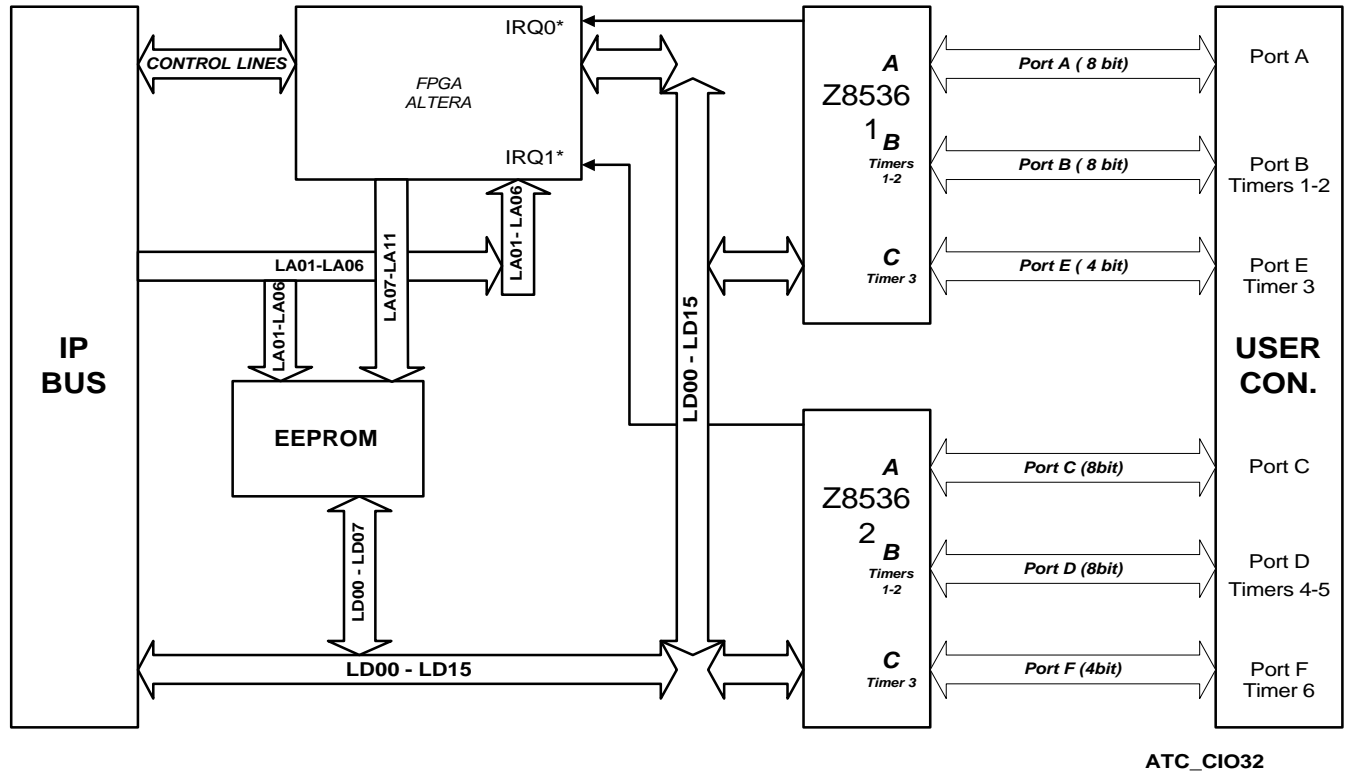 IRQ0*
CONTROL LINES
FPGA
ALTERA
IRQ1*
LA01- LA06
LA07-LA11
LA01-LA06
LA01-LA06
IP
BUS
EEPROM
LD00 - LD07
LD00 - LD15
LD00 - LD15
A
Z8536
1
B
Timers
1-2
C
Timer 3
Port A ( 8 bit)
Port B ( 8 bit)
Port E ( 4 bit)
Port A
Port B
Timers 1-2
Port E
Timer 3
USER
CON.
A
Z8536
2
B
Timers
1-2
C
Timer 3
Port C (8bit)
Port D (8bit)
Port F (4bit)
Port C
Port D
Timers 4-5
Port F
Timer 6
ATC_CIO32